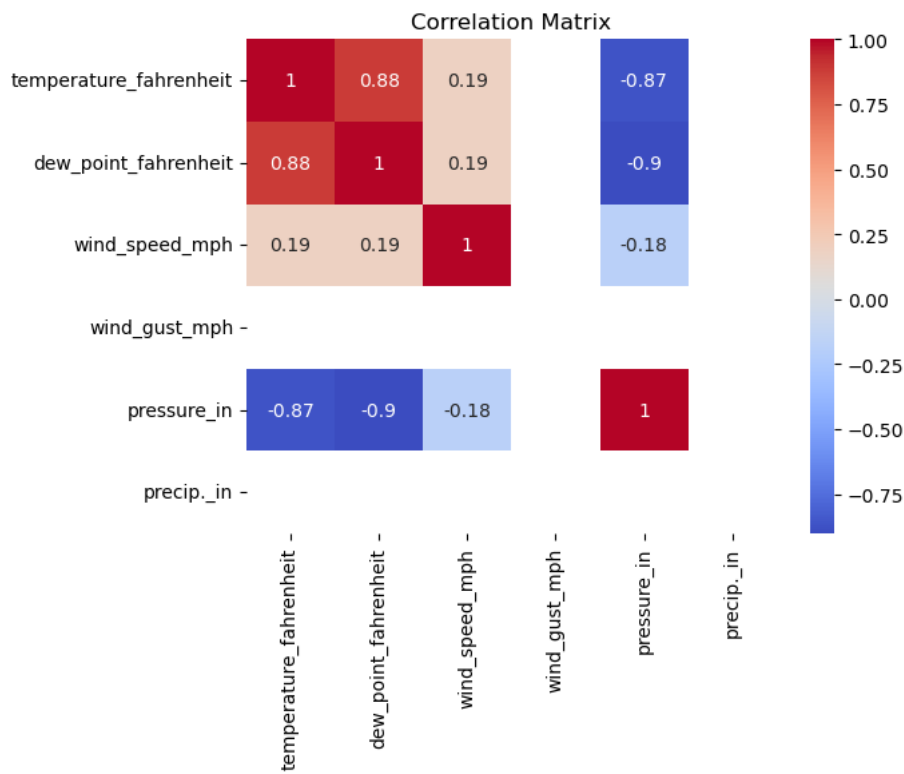 Correlation Matrix
temperature_fahrenheit 1 0.88 0.19 -0.87
dew_point_fahrenheit 0.88 1 0.19 -0.9
wind_speed_mph 0.19 0.19 1 -0.18
wind_gust_mph
pressure_in -0.87 -0.9 -0.18 1
precip._in
temperature_fahrenheit
dew_point_fahrenheit
wind_speed_mph
wind_gust_mph
pressure_in
precip._in
1.00
0.75
0.50
0.25
0.00
−0.25
−0.50
−0.75